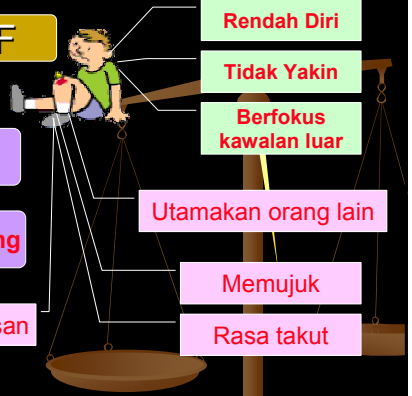 F
Rendah Diri
Tidak Yakin
Berfokus
kawalan luar
Utamakan orang lain
Memujuk
Rasa takut